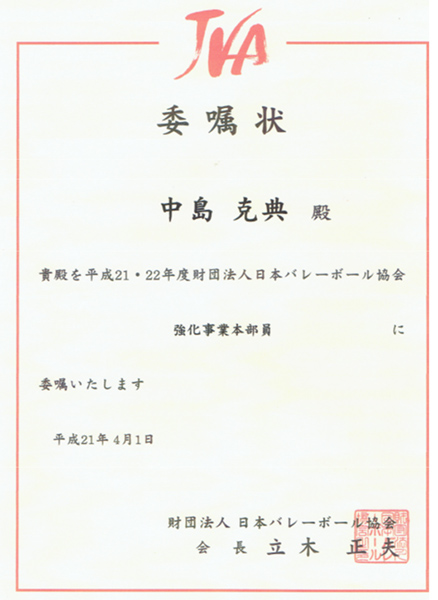 JVA
委嘱状
中島 克典 殿
貴殿を平成21・22年度財団法人日本バレーボール協会
強化事業本部員 に
委嘱いたします
平成21年 4月1日
財団法人 日本バレーボール協会
会 長 立 木 正 夫